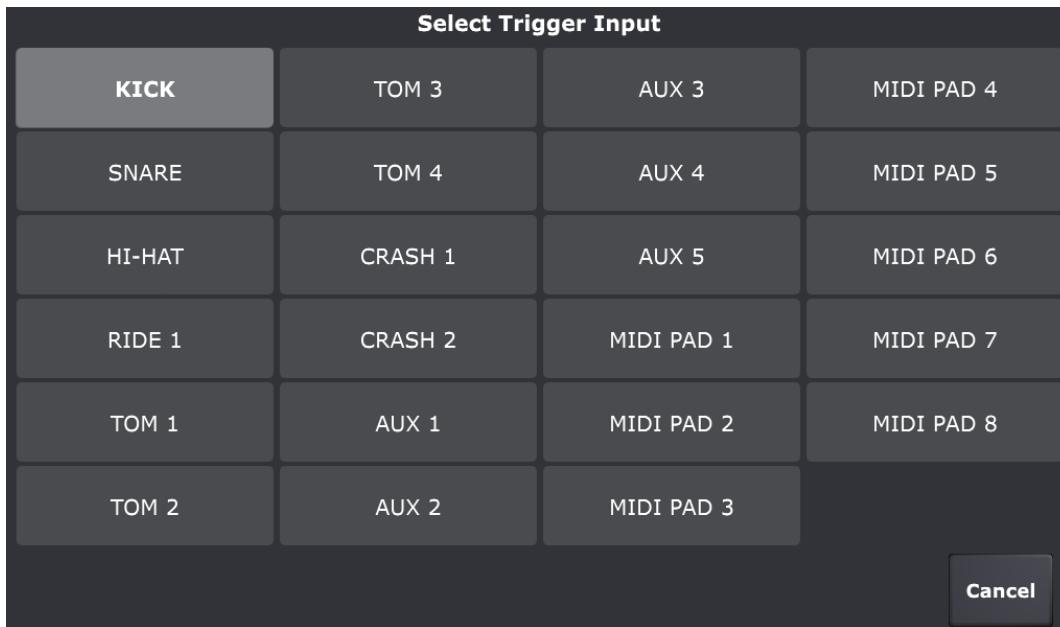 Select Trigger Input
KICK
TOM 3
AUX 3
MIDI PAD 4
SNARE
TOM 4
AUX 4
MIDI PAD 5
HI-HAT
CRASH 1
AUX 5
MIDI PAD 6
RIDE 1
CRASH 2
MIDI PAD 1
MIDI PAD 7
TOM 1
AUX 1
MIDI PAD 2
MIDI PAD 8
TOM 2
AUX 2
MIDI PAD 3
Cancel